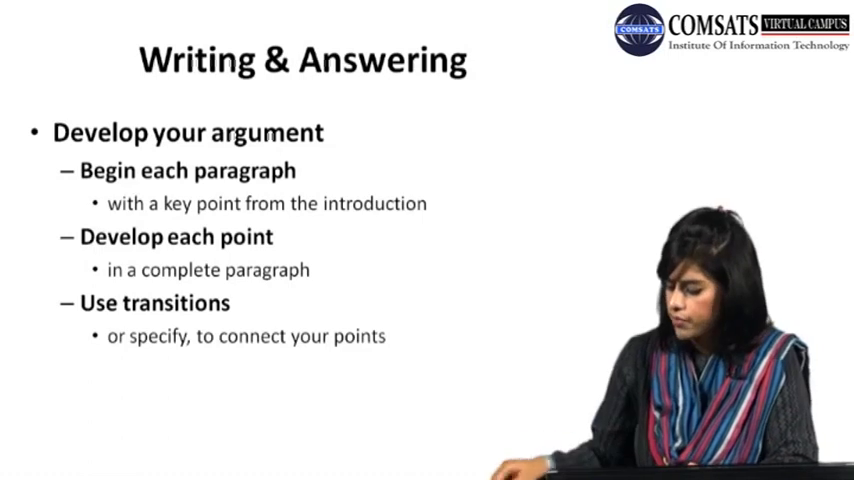 COMSATS VIRTUAL CAMPUS
Institute Of Information Technology
COMSATS
Writing & Answering
• Develop your argument
– Begin each paragraph
• with a key point from the introduction
– Develop each point
• in a complete paragraph
– Use transitions
• or specify, to connect your points